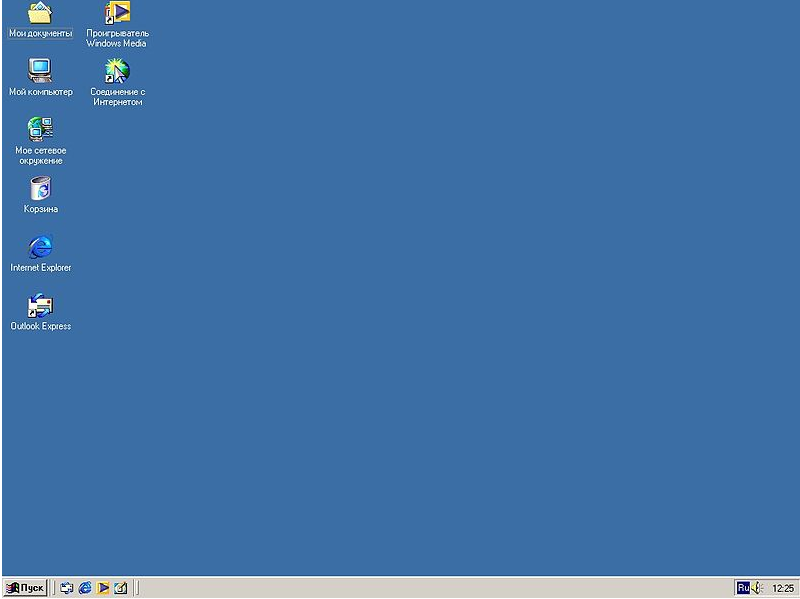 Мои документы
Мой компьютер
Мое сетевое
окружение
Корзина
Internet Explorer
Outlook Express
Проигрыватель
Windows Media
Соединение с
Интернетом
Пуск
Ru
12:25